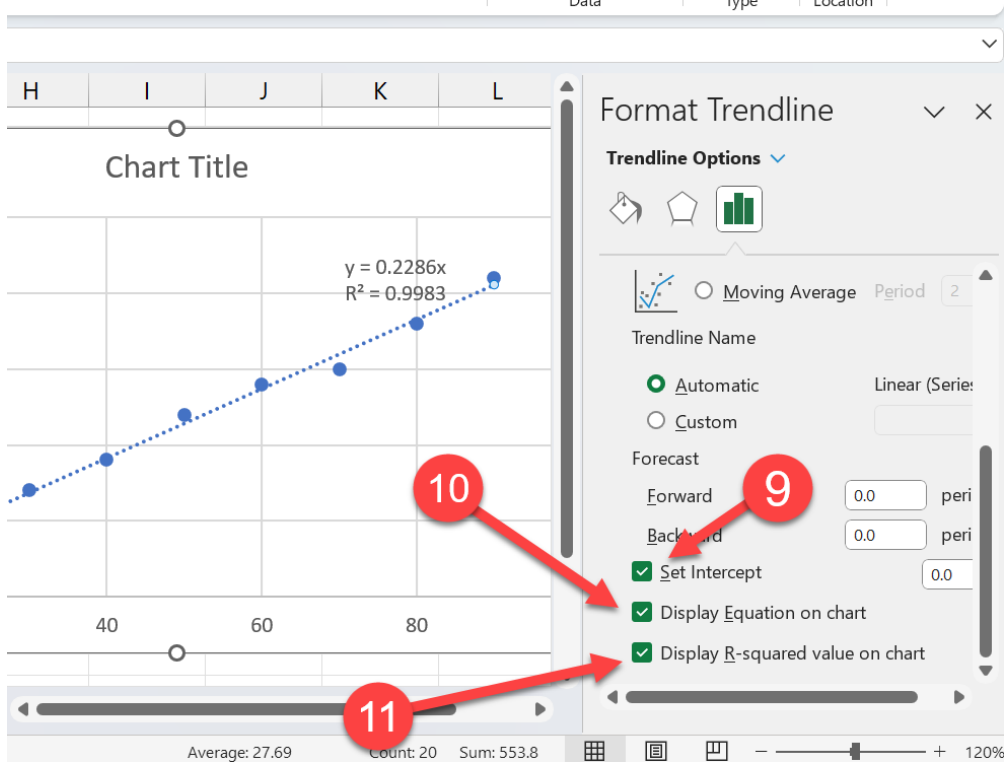 Data Type Location
H I J K L
Format Trendline
Chart Title
Trendline Options
y = 0.2286x
R² = 0.9983
Moving Average Period 2
Trendline Name
Automatic Linear (Series
Custom
Forecast
10
9
Forward 0.0 peri
Backward 0.0 peri
Set Intercept 0.0
Display Equation on chart
40 60 80
Display R-squared value on chart
11
Average: 27.69 Count: 20 Sum: 553.8 120%